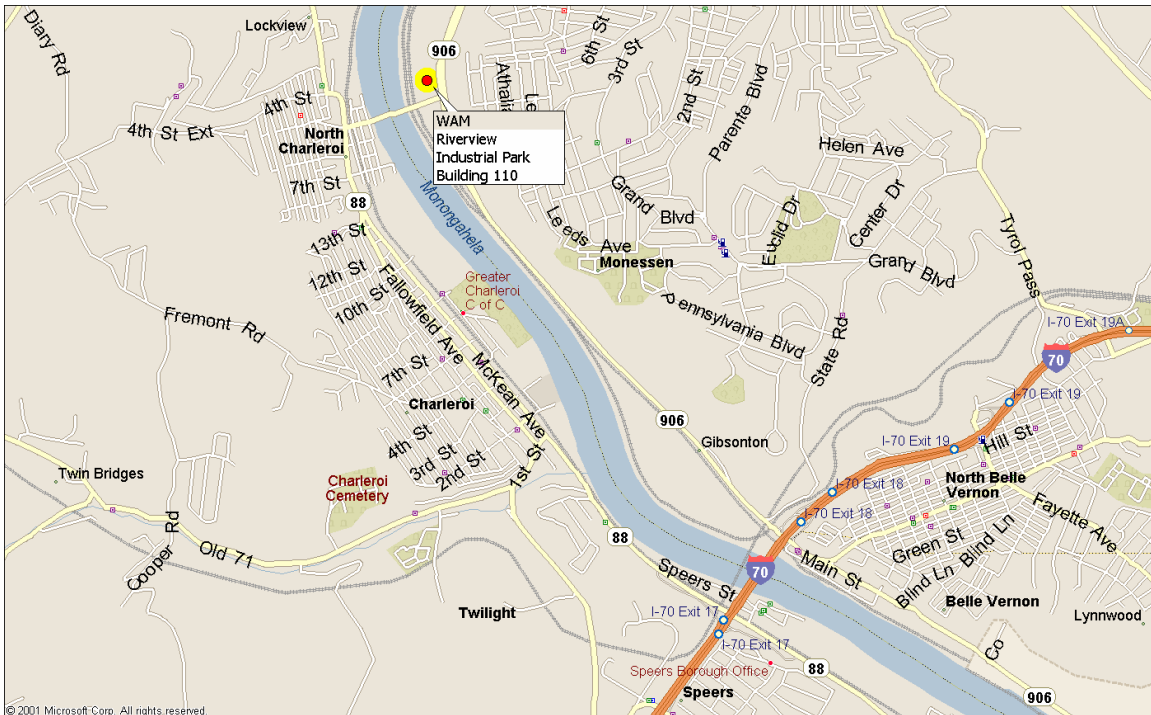 Lockview
Diary Rd
906
6th St
3rd St
Athalia
Le
2nd St
Parente Blvd
4th St
4th St Ext
North
Charleroi
WAM
Riverview
Industrial Park
Building 110
Helen Ave
7th St
88
Monongahela
Grand Blvd
Euclid Dr
Center Dr
Tyrol Pass
13th St
Leeds Ave
Monessen
Grand Blvd
12th St
10th St
Greater
Charleroi
C of C
Fallowfield Ave
Pennsylvania Blvd
State Rd
Fremont Rd
I-70 Exit 19A
70
7th St
McKean Ave
Charleroi
I-70 Exit 19
906
Gibsonton
I-70 Exit 19
Hill St
4th St
3rd St
2nd St
1st St
Twin Bridges
Charleroi
Cemetery
I-70 Exit 18
North Belle
Vernon
I-70 Exit 18
Fayette Ave
Cooper Rd
Old 71
88
Green St
Blind Ln
Main St
Blind Ln
70
Speers St
Twilight
Belle Vernon
Lynnwood
I-70 Exit 17
I-70 Exit 17
Co
Speers Borough Office
88
Speers
906
© 2001 Microsoft Corp. All rights reserved.